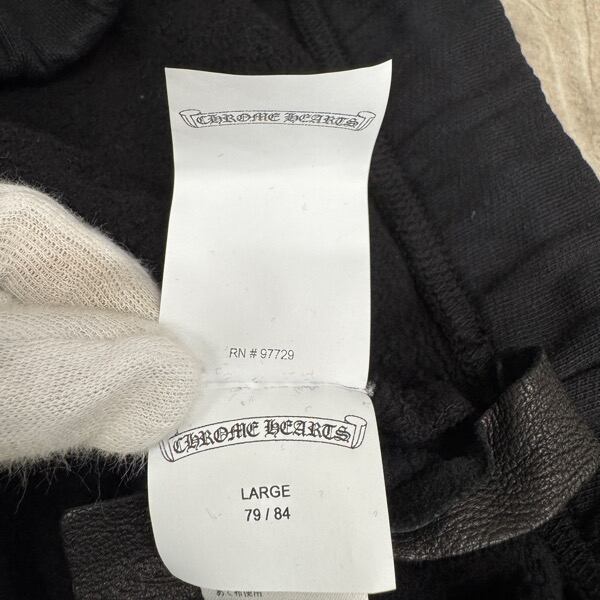 CHROME HEARTS
RN # 97729
CHROME HEARTS
LARGE
79 / 84